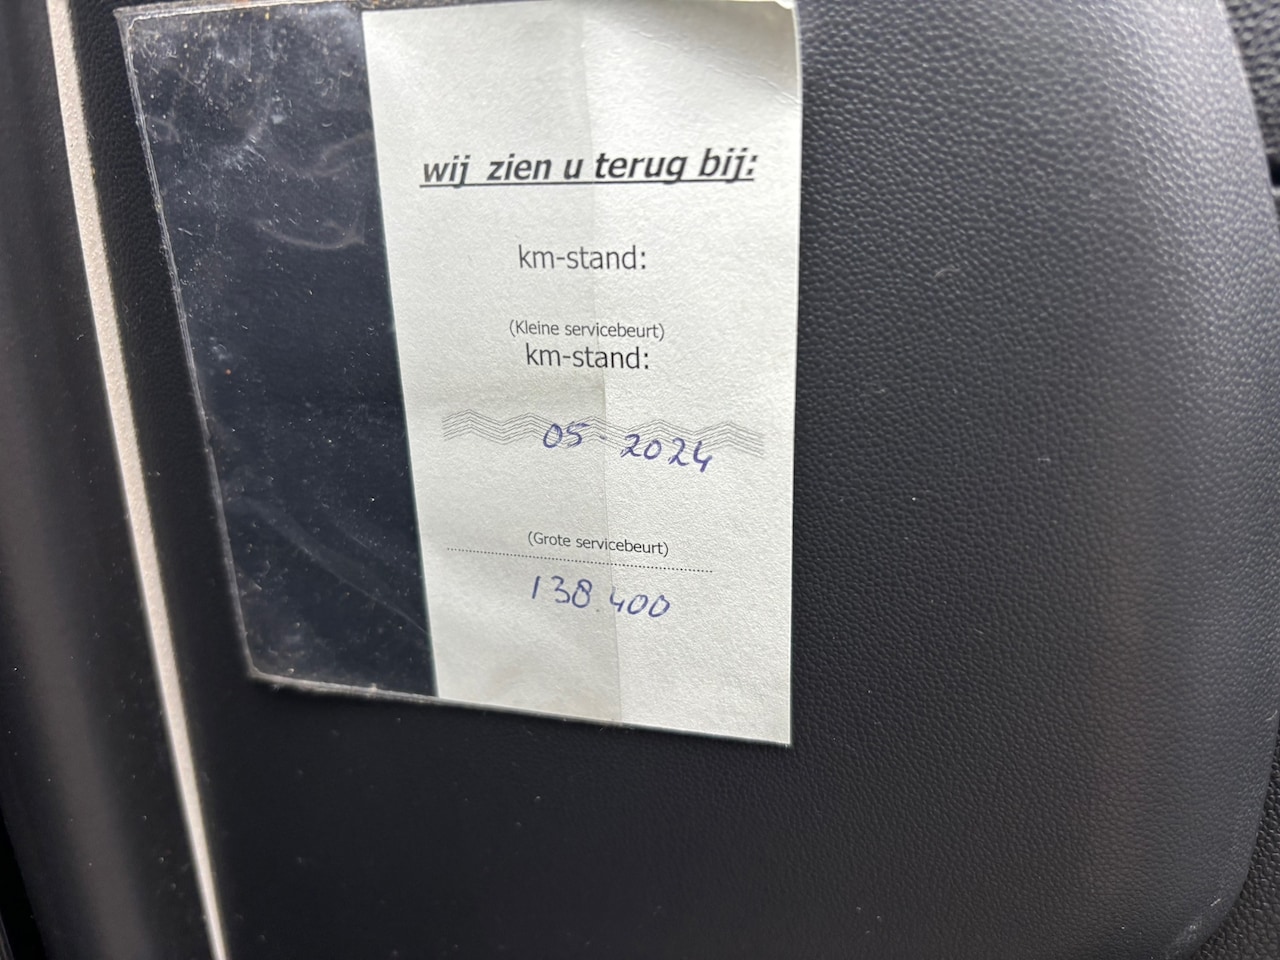 wij zien u terug bij:
km-stand:
(Kleine servicebeurt)
km-stand:
05-2024
(Grote servicebeurt)
138.400